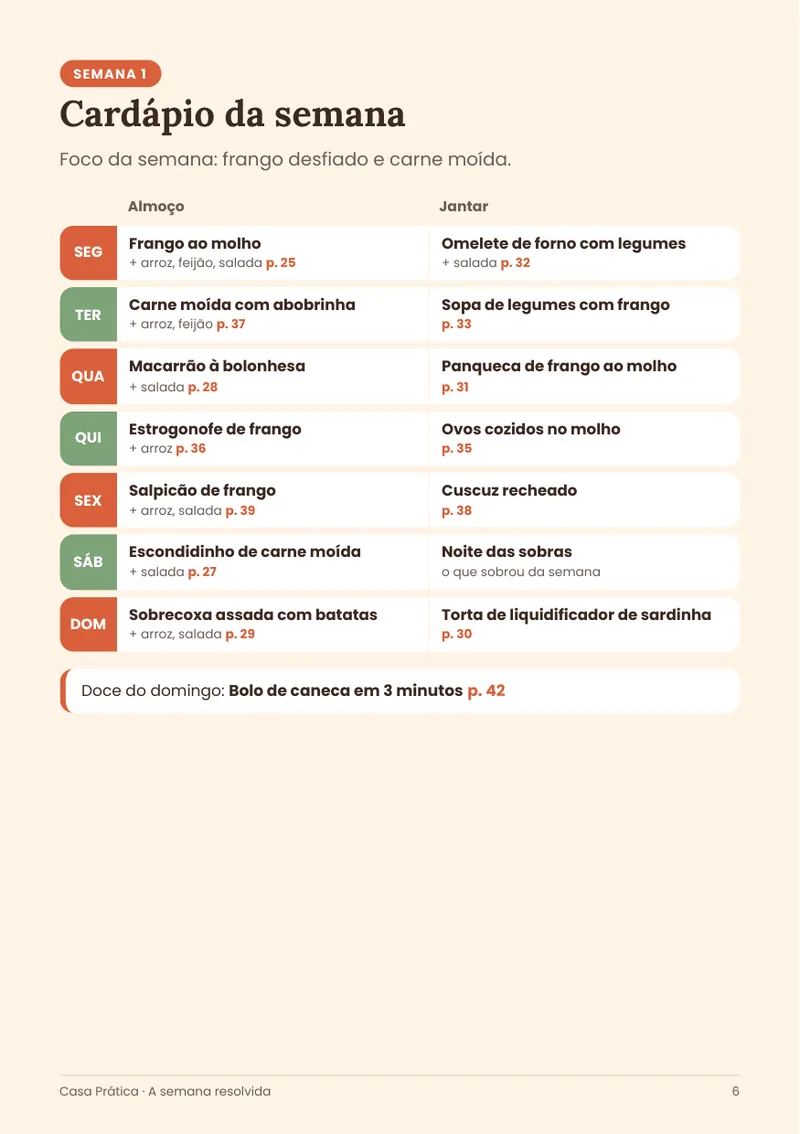 SEMANA 1
Cardápio da semana
Foco da semana: frango desfiado e carne moída.
Almoço Jantar
SEG
Frango ao molho
+ arroz, feijão, salada p. 25
Omelete de forno com legumes
+ salada p. 32
TER
Carne moída com abobrinha
+ arroz, feijão p. 37
Sopa de legumes com frango
p. 33
QUA
Macarrão à bolonhesa
+ salada p. 28
Panqueca de frango ao molho
p. 31
QUI
Estrogonofe de frango
+ arroz p. 36
Ovos cozidos no molho
p. 35
SEX
Salpicão de frango
+ arroz, salada p. 39
Cuscuz recheado
p. 38
SÁB
Escondidinho de carne moída
+ salada p. 27
Noite das sobras
o que sobrou da semana
DOM
Sobrecoxa assada com batatas
+ arroz, salada p. 29
Torta de liquidificador de sardinha
p. 30
Doce do domingo: Bolo de caneca em 3 minutos p. 42
Casa Prática · A semana resolvida 6